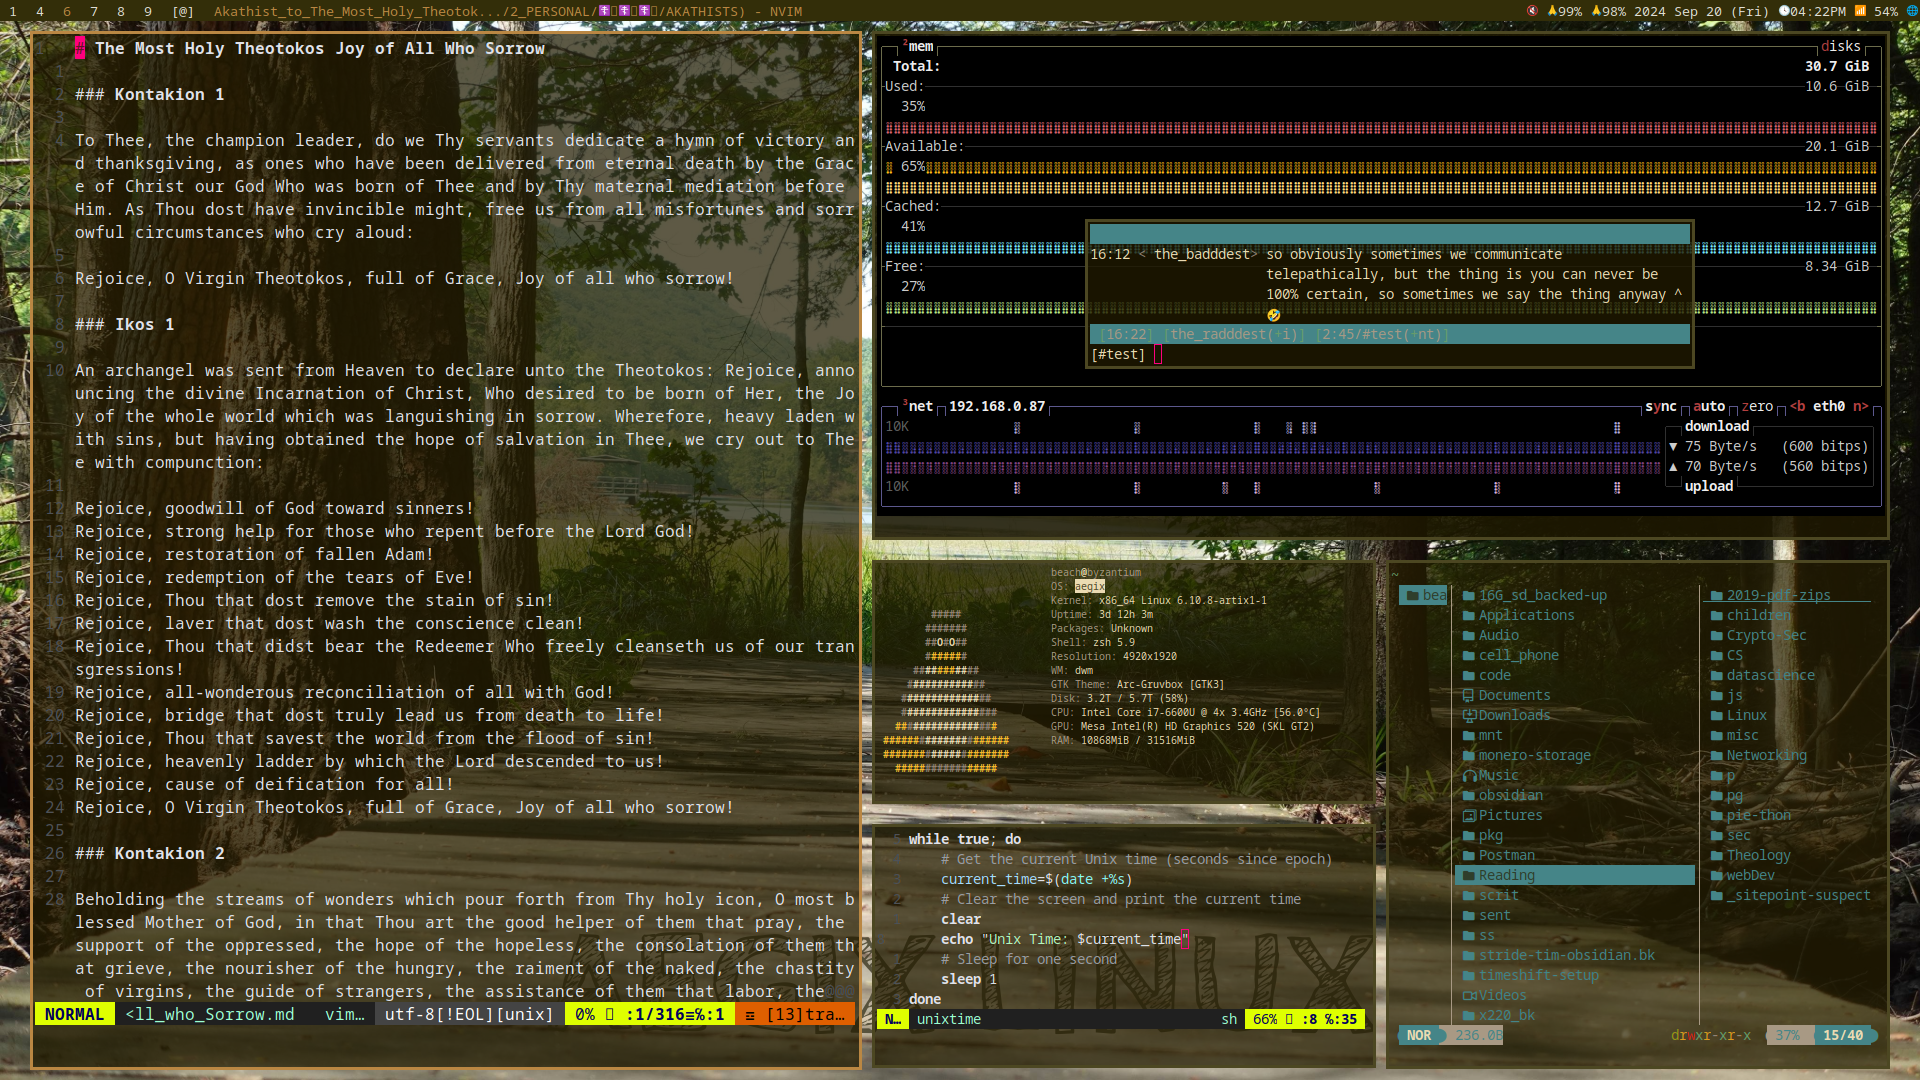 1 4 6 7 8 9 [@] Akathist_to_The_Most_Holy_Theotok.../2_PERSONAL/ /AKATHISTS) - NVIM
99% 98% 2024 Sep 20 (Fri) 04:22PM 54%
# The Most Holy Theotokos Joy of All Who Sorrow
1
2 ### Kontakion 1
3
4 To Thee, the champion leader, do we Thy servants dedicate a hymn of victory an
d thanksgiving, as ones who have been delivered from eternal death by the Grac
e of Christ our God Who was born of Thee and by Thy maternal mediation before
Him. As Thou dost have invincible might, free us from all misfortunes and sorr
owful circumstances who cry aloud:
5
6 Rejoice, O Virgin Theotokos, full of Grace, Joy of all who sorrow!
7
8 ### Ikos 1
9
10 An archangel was sent from Heaven to declare unto the Theotokos: Rejoice, anno
uncing the divine Incarnation of Christ, Who desired to be born of Her, the Jo
y of the whole world which was languishing in sorrow. Wherefore, heavy laden w
ith sins, but having obtained the hope of salvation in Thee, we cry out to The
e with compunction:
11
12 Rejoice, goodwill of God toward sinners!
13 Rejoice, strong help for those who repent before the Lord God!
14 Rejoice, restoration of fallen Adam!
15 Rejoice, redemption of the tears of Eve!
16 Rejoice, Thou that dost remove the stain of sin!
17 Rejoice, laver that dost wash the conscience clean!
18 Rejoice, Thou that didst bear the Redeemer Who freely cleanseth us of our tran
sgressions!
19 Rejoice, all-wonderous reconciliation of all with God!
20 Rejoice, bridge that dost truly lead us from death to life!
21 Rejoice, Thou that savest the world from the flood of sin!
22 Rejoice, heavenly ladder by which the Lord descended to us!
23 Rejoice, cause of deification for all!
24 Rejoice, O Virgin Theotokos, full of Grace, Joy of all who sorrow!
25
26 ### Kontakion 2
27
28 Beholding the streams of wonders which pour forth from Thy holy icon, O most b
lessed Mother of God, in that Thou art the good helper of them that pray, the
support of the oppressed, the hope of the hopeless, the consolation of them th
at grieve, the nourisher of the hungry, the raiment of the naked, the chastity
of virgins, the guide of strangers, the assistance of them that labor, the@@@
NORMAL <ll_who_Sorrow.md vim… utf-8[!EOL][unix] 0% :1/316≡℅:1 ☲ [13]tra…
2mem disks
Total: 30.7 GiB
Used: 10.6 GiB
35%
Available: 20.1 GiB
65%
Cached: 12.7 GiB
41%
Free: 8.34 GiB
27%
16:12 < the_badddest> so obviously sometimes we communicate
telepathically, but the thing is you can never be
100% certain, so sometimes we say the thing anyway ^
🤣
[16:22] [the_radddest(+i)] [2:45/#test(+nt)]
[#test]
3net 192.168.0.87 sync auto zero <b eth0 n>
10K download
▼ 75 Byte/s (600 bitps)
▲ 70 Byte/s (560 bitps)
10K upload
beach@byzantium
OS: aegix
Kernel: x86_64 Linux 6.10.8-artix1-1
Uptime: 3d 12h 3m
Packages: Unknown
Shell: zsh 5.9
Resolution: 4920x1920
WM: dwm
GTK Theme: Arc-Gruvbox [GTK3]
Disk: 3.2T / 5.7T (58%)
CPU: Intel Core i7-6600U @ 4x 3.4GHz [56.0°C]
GPU: Mesa Intel(R) HD Graphics 520 (SKL GT2)
RAM: 10868MiB / 31516MiB
5 while true; do
4 # Get the current Unix time (seconds since epoch)
3 current_time=$(date +%s)
2 # Clear the screen and print the current time
1 clear
echo "Unix Time: $current_time"
1 # Sleep for one second
2 sleep 1
done
N… unixtime sh 66% :8 ℅:35
AEGIX LINUX
~
bea
16G_sd_backed-up
Applications
Audio
cell_phone
code
Documents
Downloads
mnt
monero-storage
Music
obsidian
Pictures
pkg
Postman
Reading
scrit
sent
ss
stride-tim-obsidian.bk
timeshift-setup
Videos
x220_bk
2019-pdf-zips
children
Crypto-Sec
CS
datascience
js
Linux
misc
Networking
p
pg
pie-thon
sec
Theology
webDev
_sitepoint-suspect
NOR 236.0B drwxr-xr-x 37% 15/40